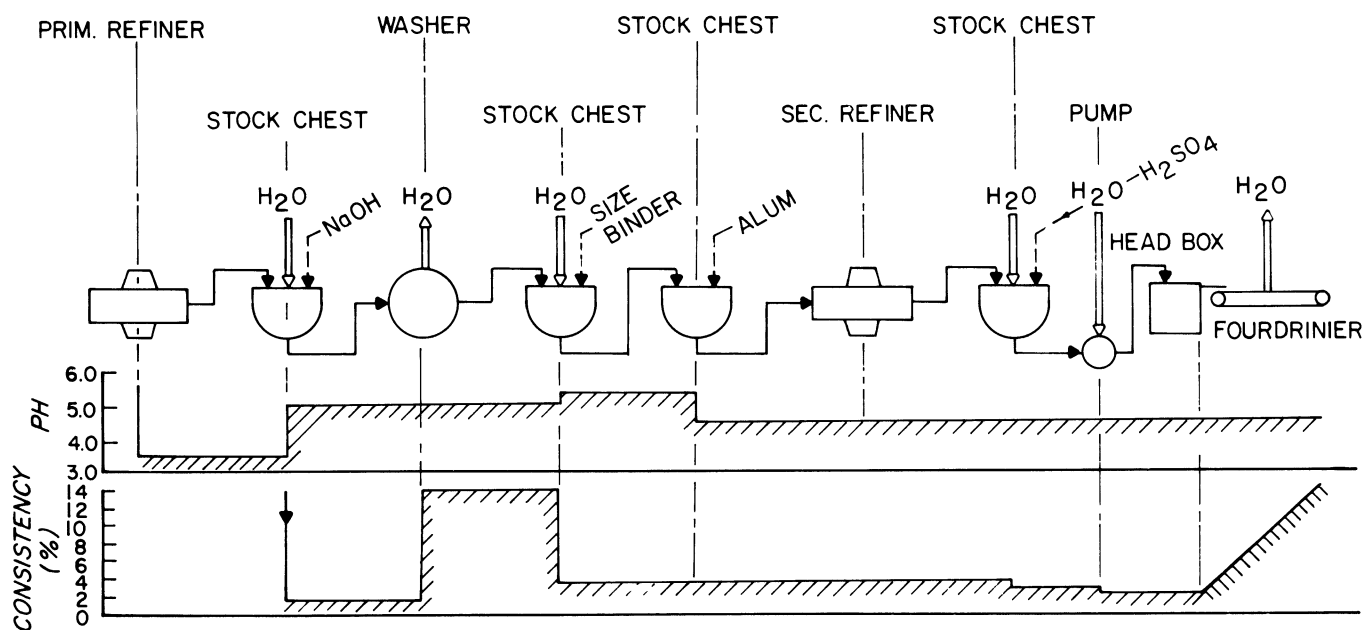 PRIM. REFINER
WASHER
STOCK CHEST
STOCK CHEST
STOCK CHEST
STOCK CHEST
SEC. REFINER
PUMP
H2O
NaOH
H2O
H2O
SIZE
BINDER
ALUM
H2O
H2O-H2SO4
H2O
HEAD BOX
FOURDRINIER
PH
6.0
5.0
4.0
3.0
CONSISTENCY
(%)
14
12
10
8
6
4
2
0